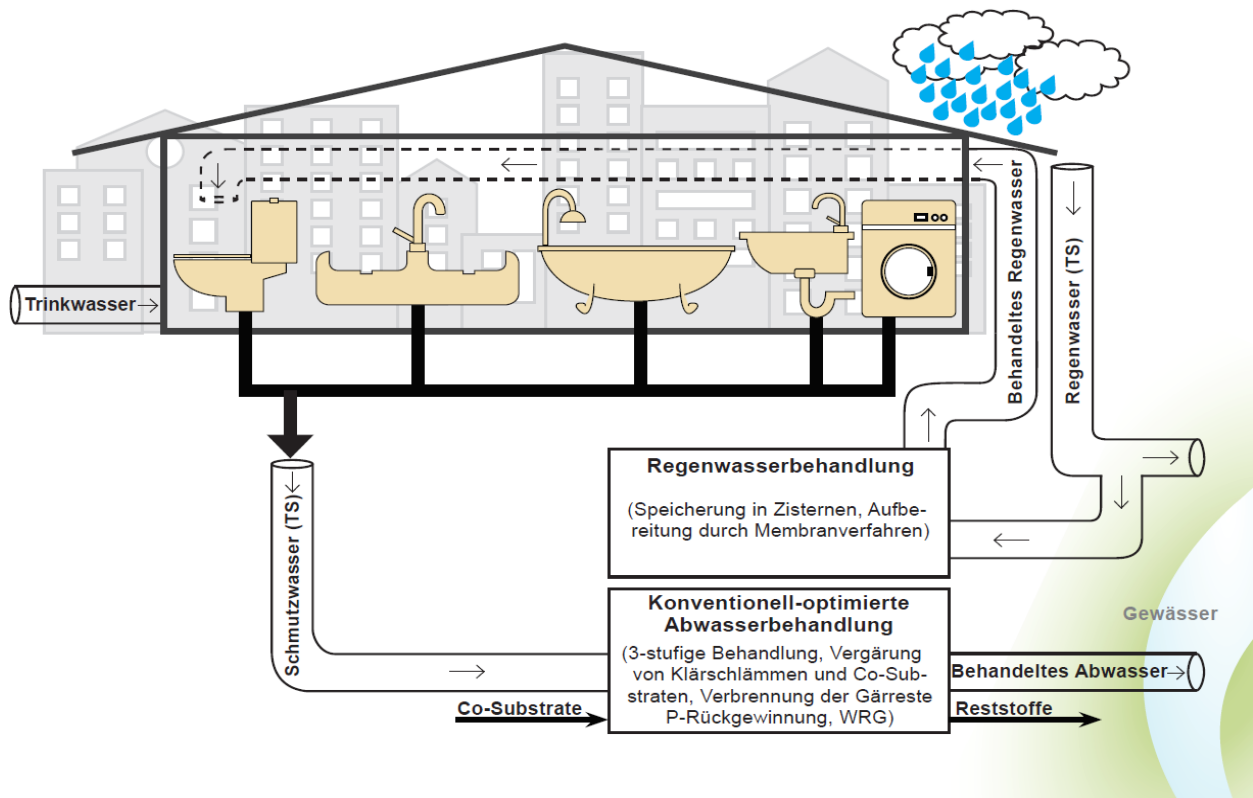 Trinkwasser
Behandeltes Regenwasser
Regenwasser (TS)
Schmutzwasser (TS)
Regenwasserbehandlung
(Speicherung in Zisternen, Aufbe-
reitung durch Membranverfahren)
Konventionell-optimierte
Abwasserbehandlung
(3-stufige Behandlung, Vergärung
von Klärschlämmen und Co-Sub-
straten, Verbrennung der Gärreste
P-Rückgewinnung, WRG)
Gewässer
Behandeltes Abwasser
Co-Substrate
Reststoffe